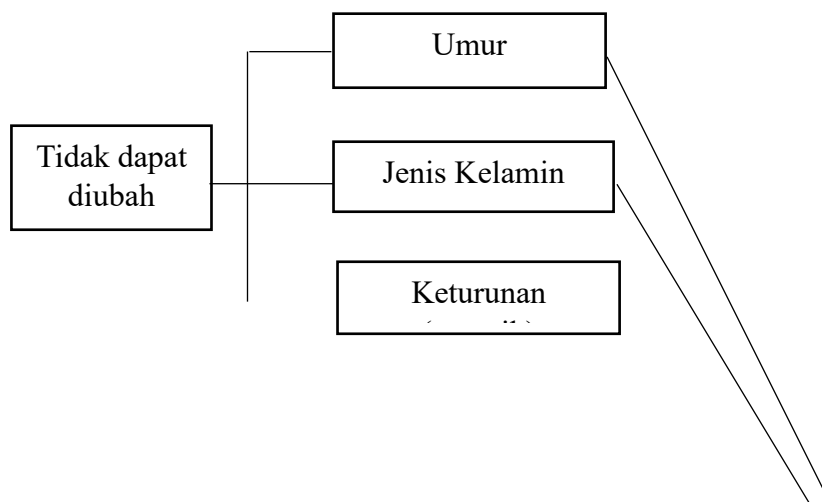 Umur
Tidak dapat
diubah
Jenis Kelamin
Keturunan